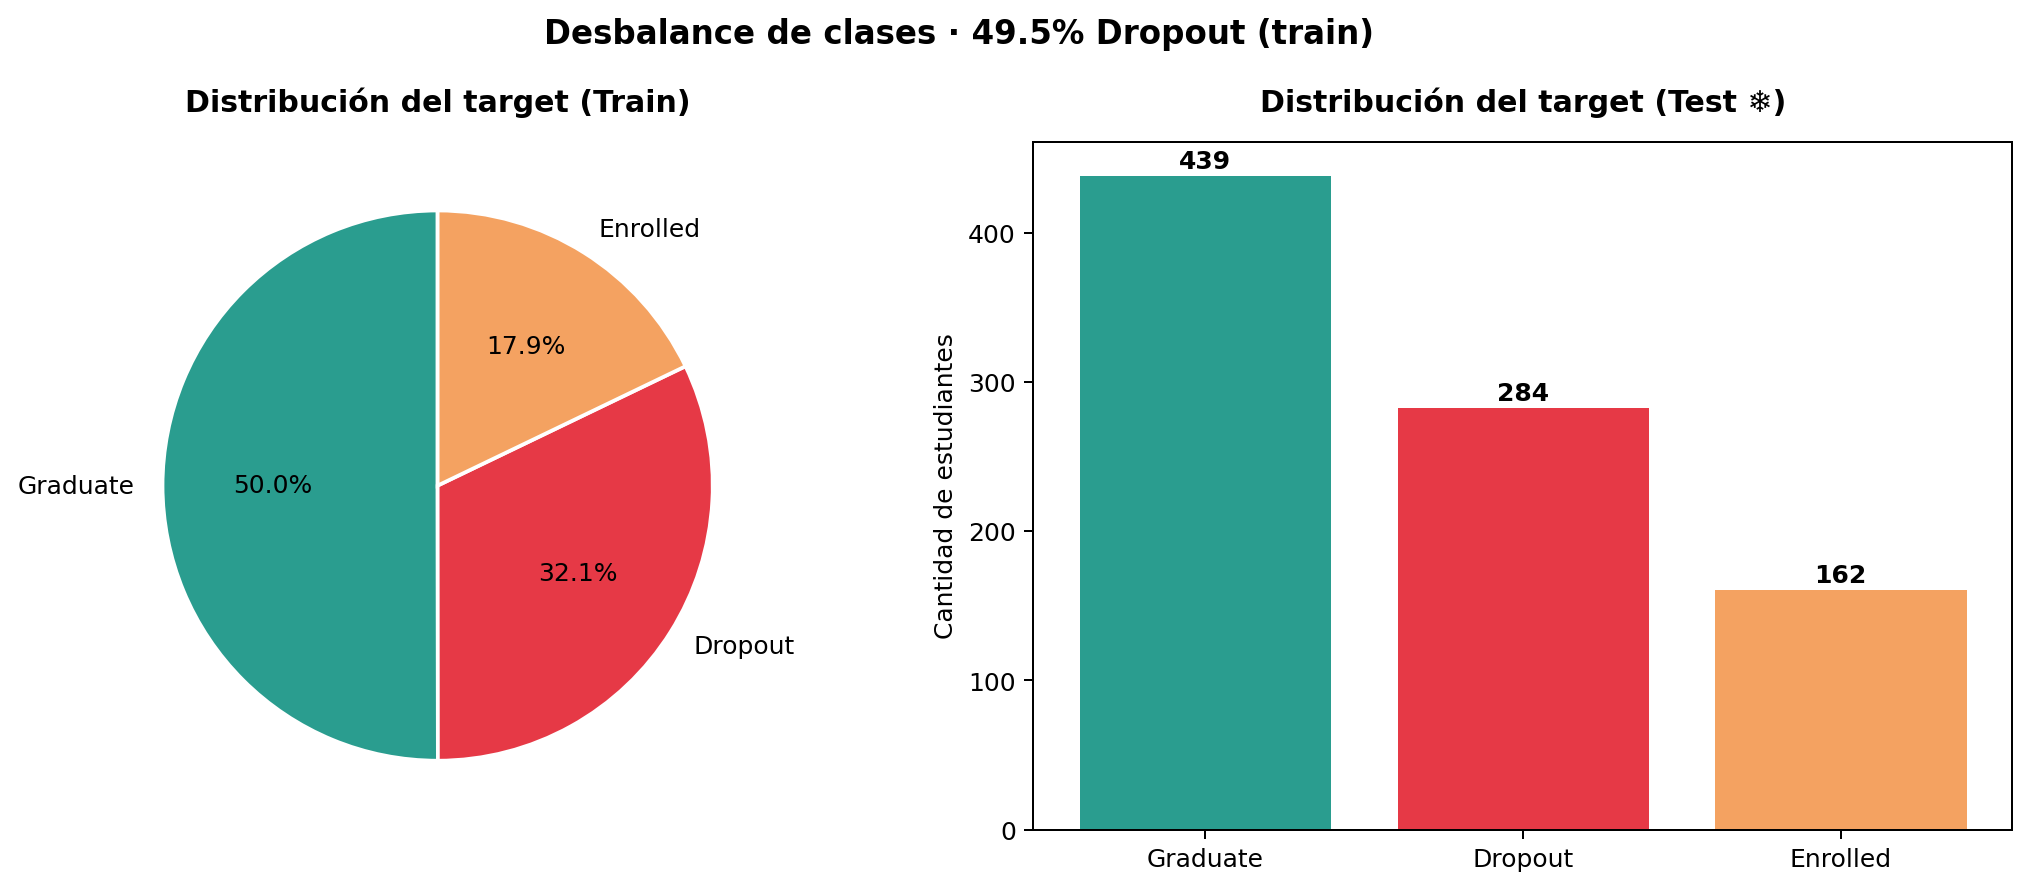 Desbalance de clases · 49.5% Dropout (train)
Distribución del target (Train)
Enrolled
17.9%
Graduate
50.0%
32.1%
Dropout
Distribución del target (Test ❄)
Cantidad de estudiantes
400
300
200
100
0
439
284
162
Graduate
Dropout
Enrolled